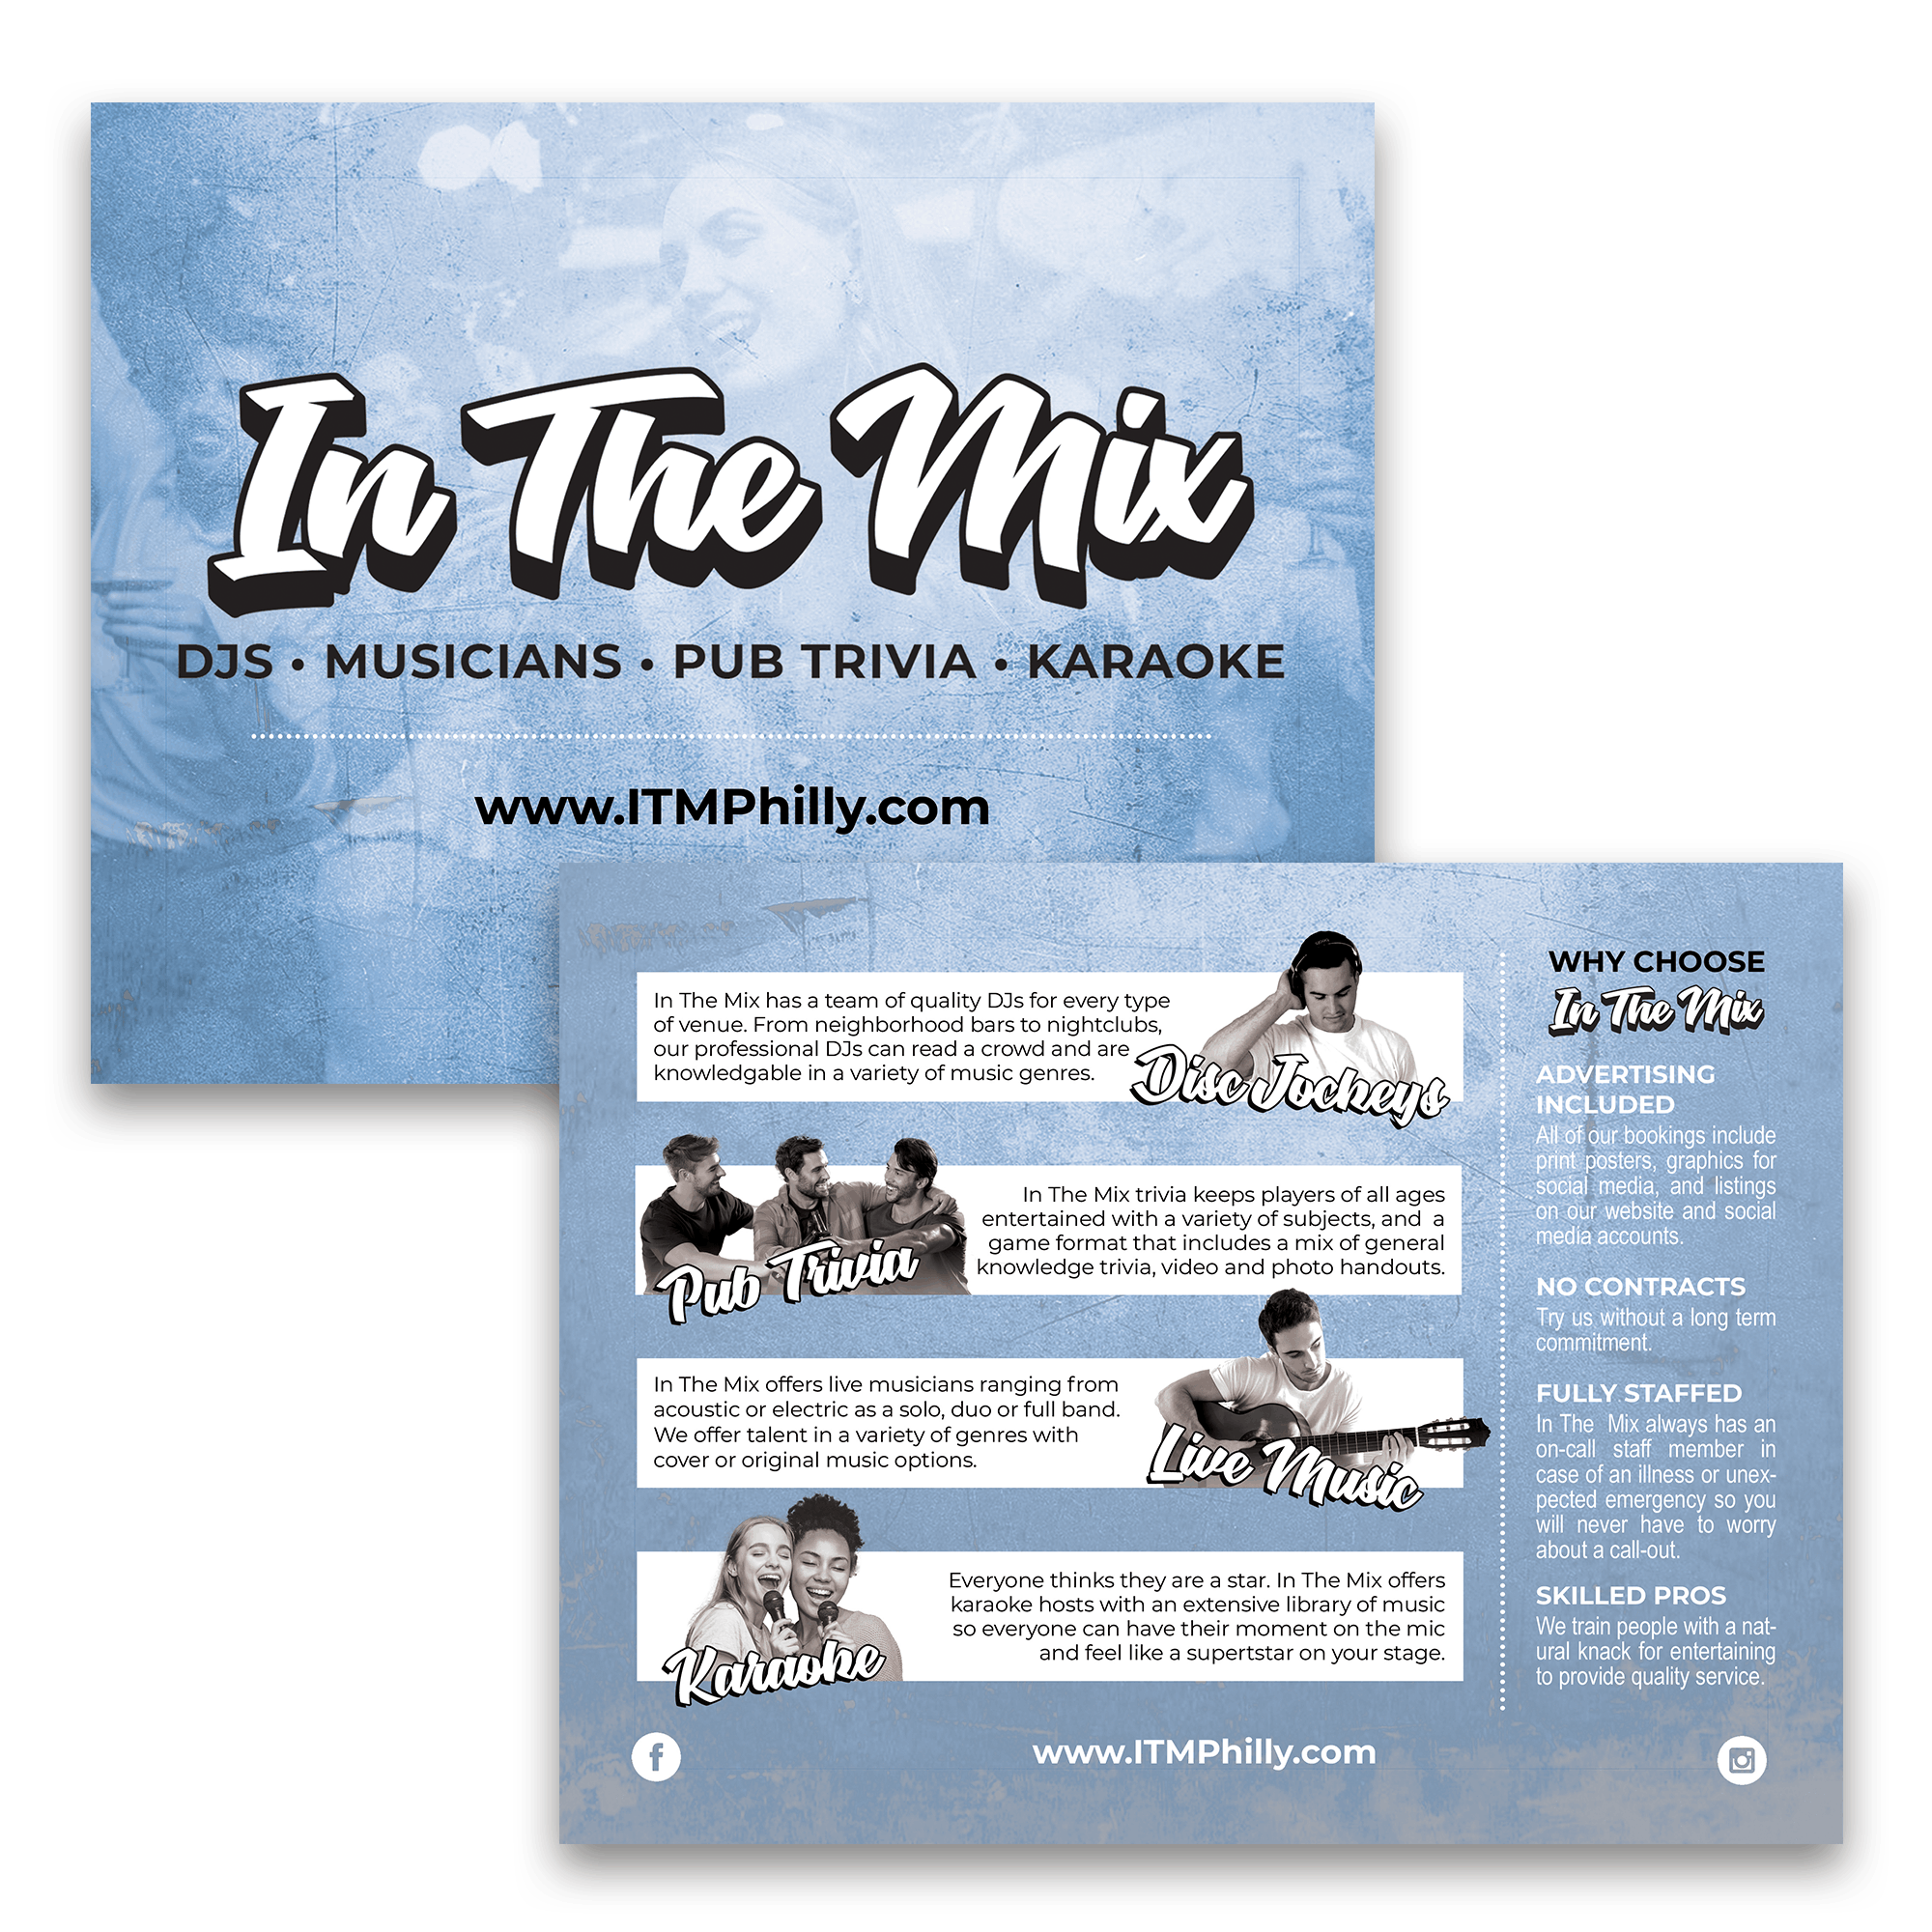 In The Mix
DJS • MUSICIANS • PUB TRIVIA • KARAOKE
www.ITMPhilly.com
In The Mix has a team of quality DJs for every type
of venue. From neighborhood bars to nightclubs,
our professional DJs can read a crowd and are
knowledgable in a variety of music genres.
Disc Jockeys
In The Mix trivia keeps players of all ages
entertained with a variety of subjects, and a
game format that includes a mix of general
knowledge trivia, video and photo handouts.
Pub Trivia
In The Mix offers live musicians ranging from
acoustic or electric as a solo, duo or full band.
We offer talent in a variety of genres with
cover or original music options.
Live Music
Everyone thinks they are a star. In The Mix offers
karaoke hosts with an extensive library of music
so everyone can have their moment on the mic
and feel like a supertstar on your stage.
Karaoke
WHY CHOOSE
In The Mix
ADVERTISING
INCLUDED
All of our bookings include
print posters, graphics for
social media, and listings
on our website and social
media accounts.
NO CONTRACTS
Try us without a long term
commitment.
FULLY STAFFED
In The Mix always has an
on-call staff member in
case of an illness or unex-
pected emergency so you
will never have to worry
about a call-out.
SKILLED PROS
We train people with a nat-
ural knack for entertaining
to provide quality service.
f
www.ITMPhilly.com